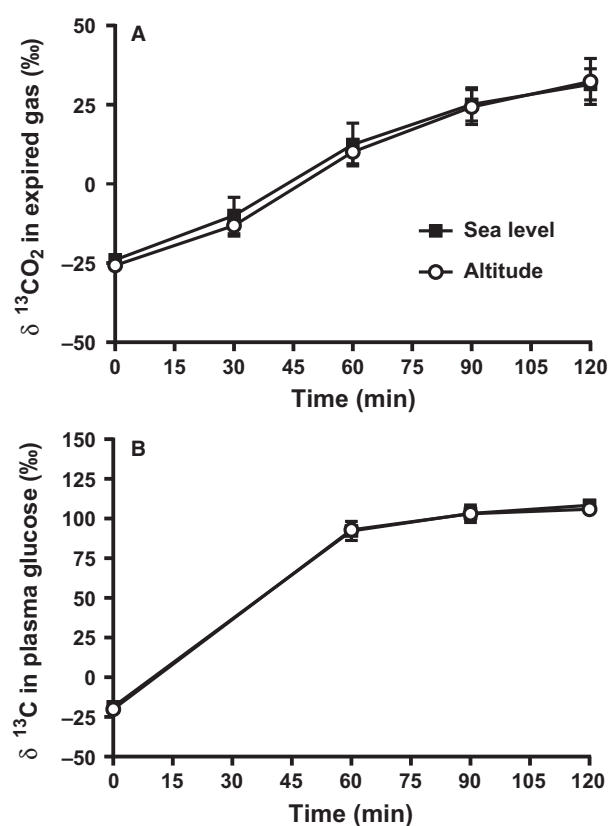 A
δ ¹³CO₂ in expired gas (‰)
50
25
0
–25
–50
Sea level
Altitude
0 15 30 45 60 75 90 105 120
Time (min)
B
δ ¹³C in plasma glucose (‰)
150
125
100
75
50
25
0
–25
–50
0 15 30 45 60 75 90 105 120
Time (min)